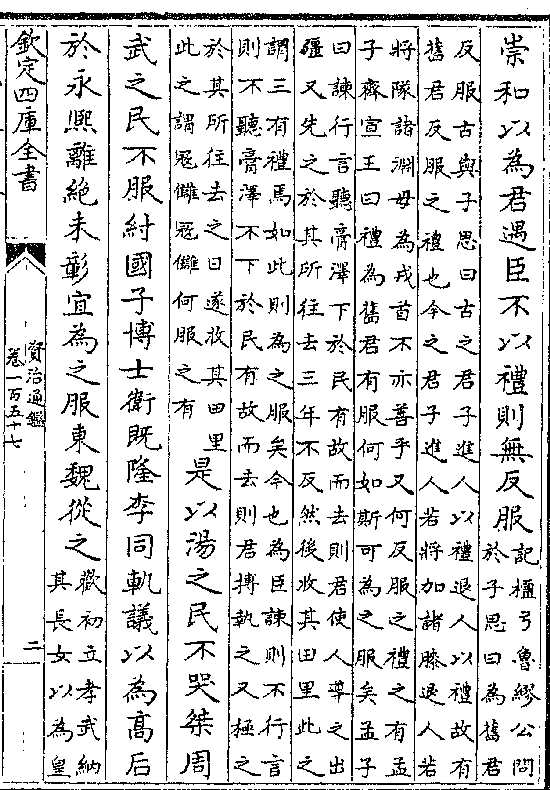 崇和以為君遇臣不以禮則無反服
記檀弓魯繆公問
於子思曰為舊君
反服古與子思曰古之君子進人以禮退人以禮故有
舊君反服之禮也今之君子進人若將加諸膝退人若
將隊諸淵毋為戎首不亦善乎又何反服之禮之有孟
子齊宣王曰禮為舊君有服何如斯可為之服矣孟子
曰諫行言聽膏澤下於民有故而去則君使人導之出
疆又先之於其所往去三年不反然後收其田里此之
謂三有禮焉如此則為之服矣今也為臣諫則不行言
則不聽膏澤不下於民有故而去則君搏執之又極之
於其所往去之日遂收其田里
此之謂寇讎寇讎何服之有
是以湯之民不哭桀周
武之民不服紂國子博士衛既隆李同軌議以為高后
於永熙離絶未彰宜為之服東魏從之
歡初立孝武納
其長女以為皇
欽定四庫全書
資治通鑑
卷一百五十七
二